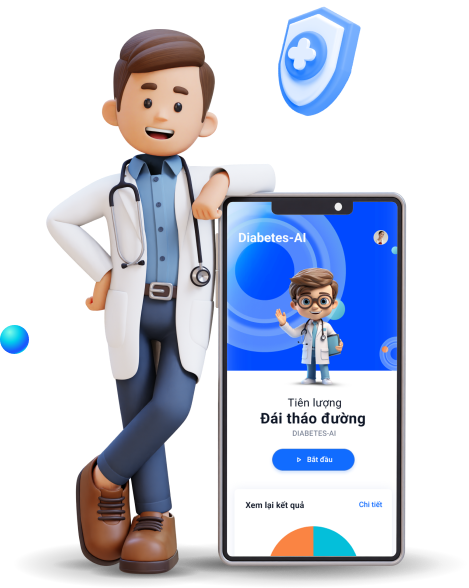 Diabetes-AI
Tiên lượng
Đái tháo đường
DIABETES-AI
Bắt đầu
Xem lại kết quả
Chi tiết